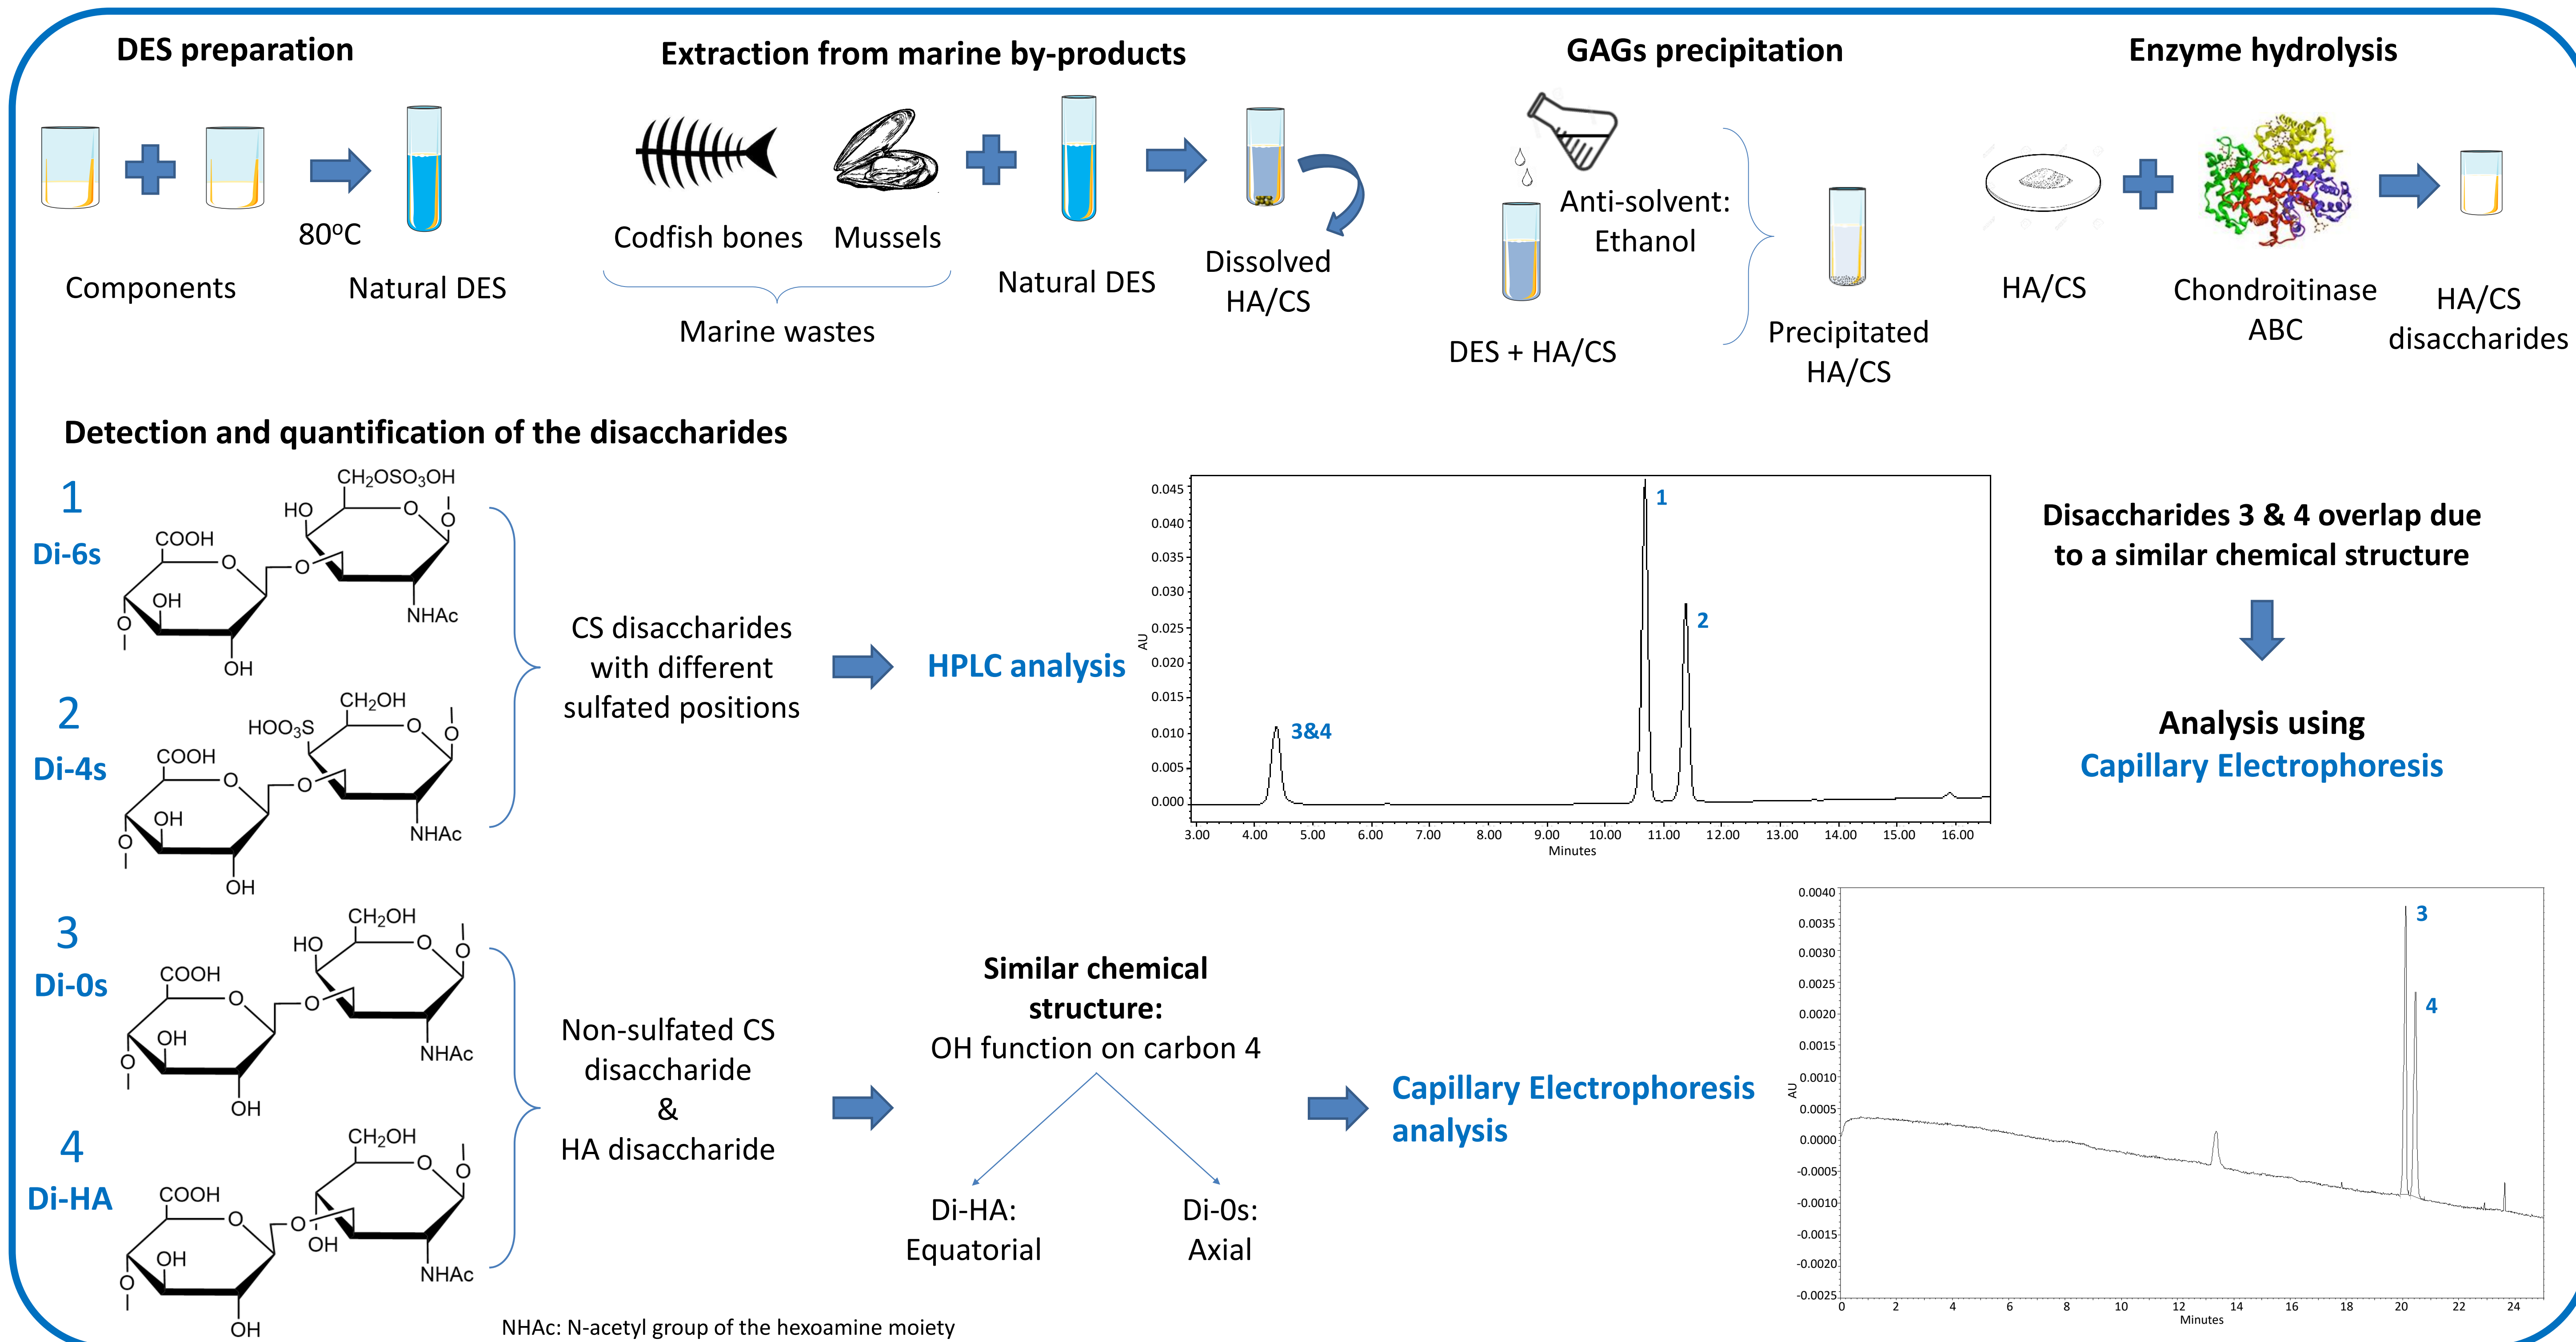 DES preparation
80ºC
Components
Natural DES
Extraction from marine by-products
Codfish bones
Mussels
Marine wastes
Natural DES
Dissolved
HA/CS
GAGs precipitation
Anti-solvent:
Ethanol
DES + HA/CS
Precipitated
HA/CS
Enzyme hydrolysis
HA/CS
Chondroitinase
ABC
HA/CS
disaccharides
Detection and quantification of the disaccharides
1
Di-6s
CH₂OSO₃OH
HO
O
O
COOH
O
O
OH
O
NHAc
OH
2
Di-4s
CH₂OH
HOO₃S
O
O
COOH
O
O
OH
O
NHAc
OH
CS disaccharides
with different
sulfated positions
HPLC analysis
0.045
0.040
0.035
0.030
0.025
0.020
0.015
0.010
0.005
0.000
AU
3&4
1
2
3.00 4.00 5.00 6.00 7.00 8.00 9.00 10.00 11.00 12.00 13.00 14.00 15.00 16.00
Minutes
Disaccharides 3 & 4 overlap due
to a similar chemical structure
Analysis using
Capillary Electrophoresis
3
Di-0s
CH₂OH
HO
O
O
COOH
O
O
OH
O
NHAc
OH
4
Di-HA
CH₂OH
O
O
COOH
O
O
OH
OH
O
NHAc
OH
Non-sulfated CS
disaccharide
&
HA disaccharide
Similar chemical
structure:
OH function on carbon 4
Di-HA:
Equatorial
Di-0s:
Axial
Capillary Electrophoresis
analysis
0.0040
0.0035
0.0030
0.0025
0.0020
0.0015
0.0010
0.0005
0.0000
-0.0005
-0.0010
-0.0015
-0.0020
-0.0025
AU
3
4
0 2 4 6 8 10 12 14 16 18 20 22 24
Minutes
NHAc: N-acetyl group of the hexoamine moiety